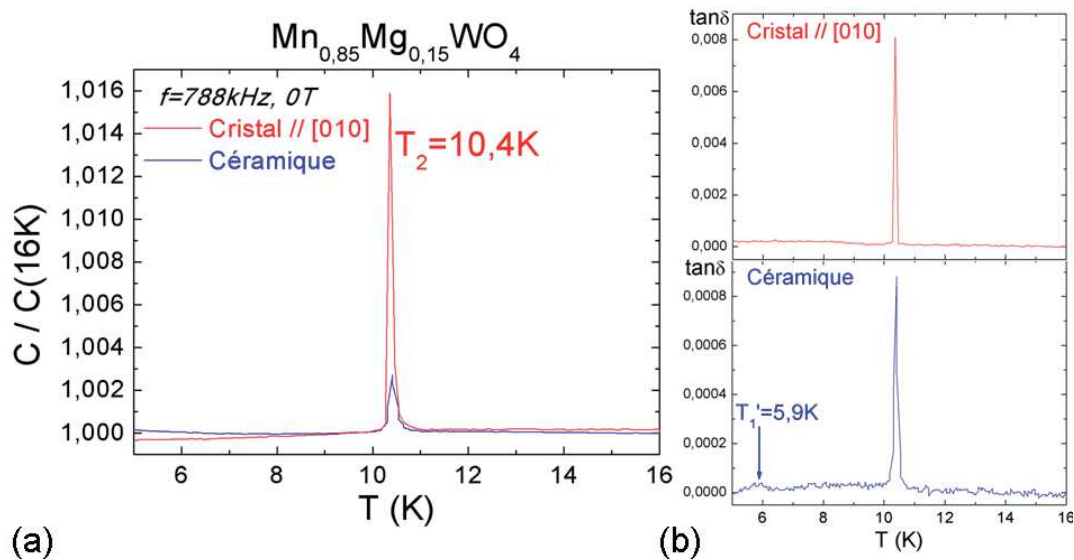 Mn0,85Mg0,15WO4
f=788kHz, 0T
Cristal // [010]
Céramique
T2=10,4K
1,016
1,014
1,012
1,010
1,008
1,006
1,004
1,002
1,000
C / C(16K)
6 8 10 12 14 16
T (K)
(a)
tanδ
Cristal // [010]
0,008
0,006
0,004
0,002
0,000
tanδ
Céramique
0,0008
0,0006
0,0004
T1'=5,9K
0,0002
0,0000
6 8 10 12 14 16
T (K)
(b)